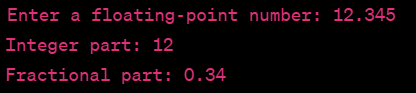 Enter a floating-point number: 12.345
Integer part: 12
Fractional part: 0.34